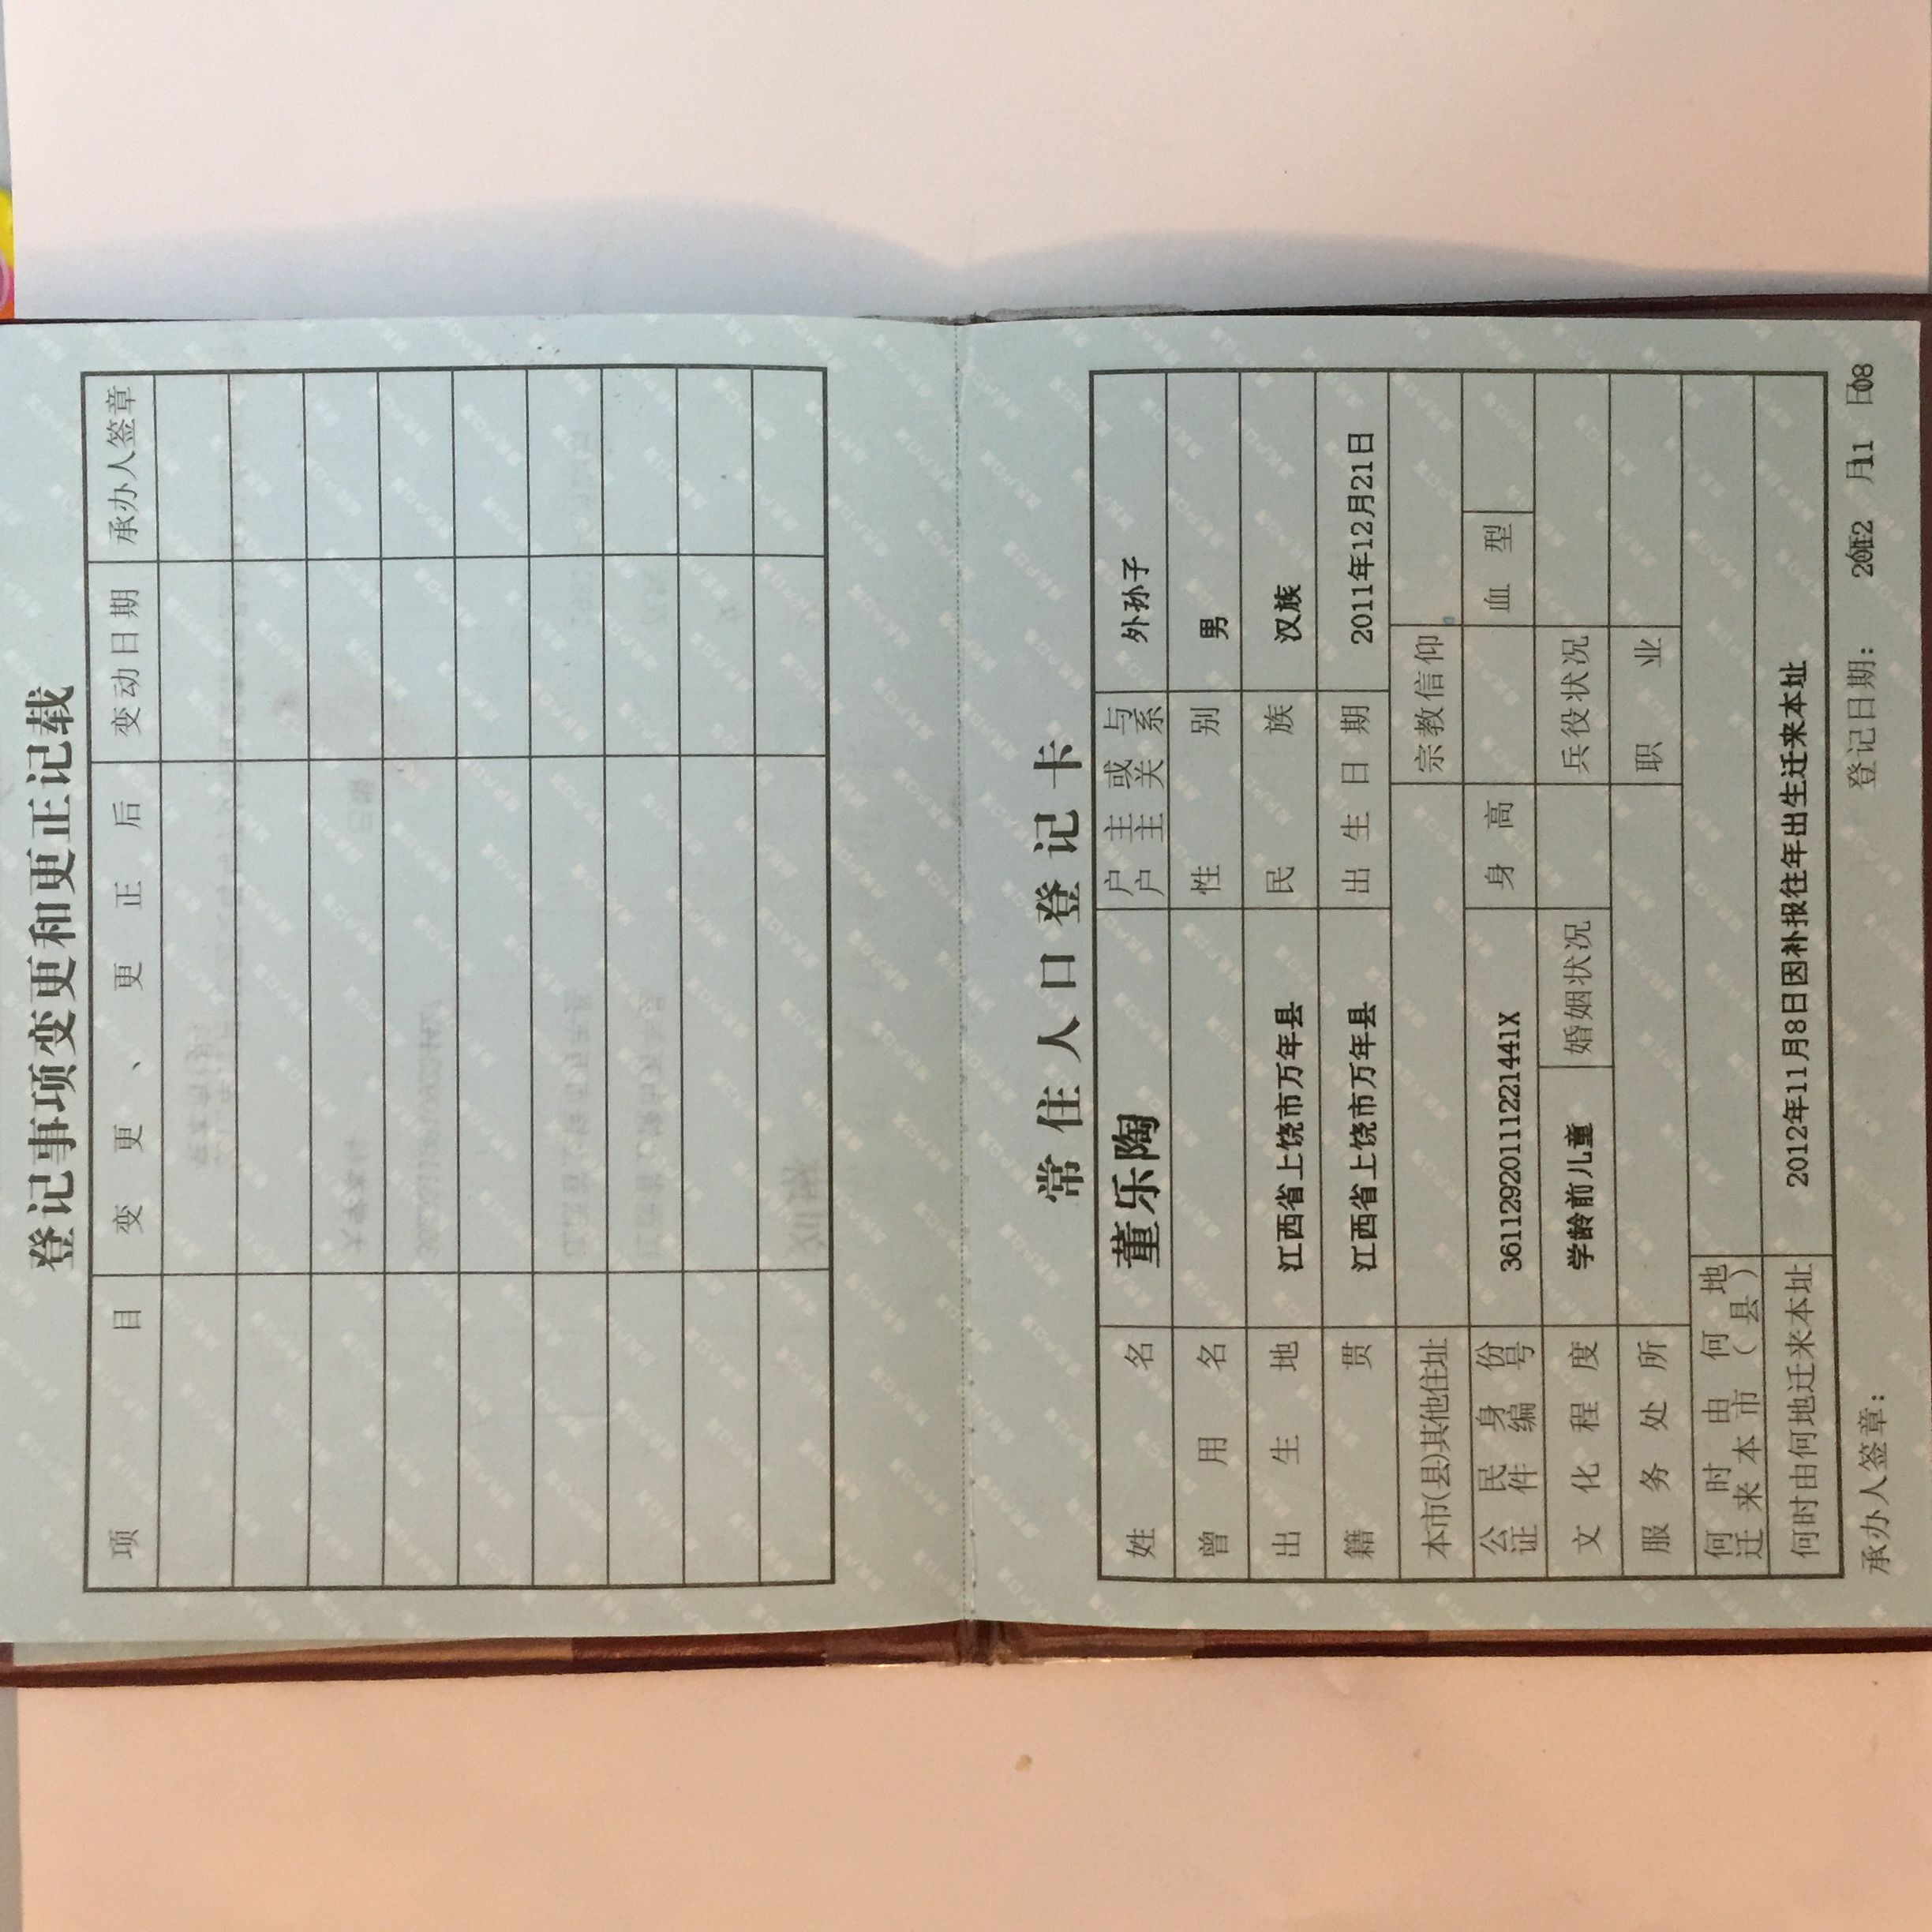 登记事项变更和更正记载
项目 变更、更正后 变动日期 承办人签章
常住人口登记卡
姓名 董乐陶 户主或与户主关系 外孙子
曾用名 性别 男
出生地 江西省上饶市万年县 民族 汉族
籍贯 江西省上饶市万年县 出生日期 2011年12月21日
本市(县)其他住址 宗教信仰
公民身份证件编号 36112920111221441X 身高 血型
文化程度 学龄前儿童 婚姻状况 兵役状况
服务处所 职业
何时由何地迁来本市(县)
何时由何地迁来本址 2012年11月8日因补报往年出生迁来本址
承办人签章: 登记日期: 2012年 11月 08日